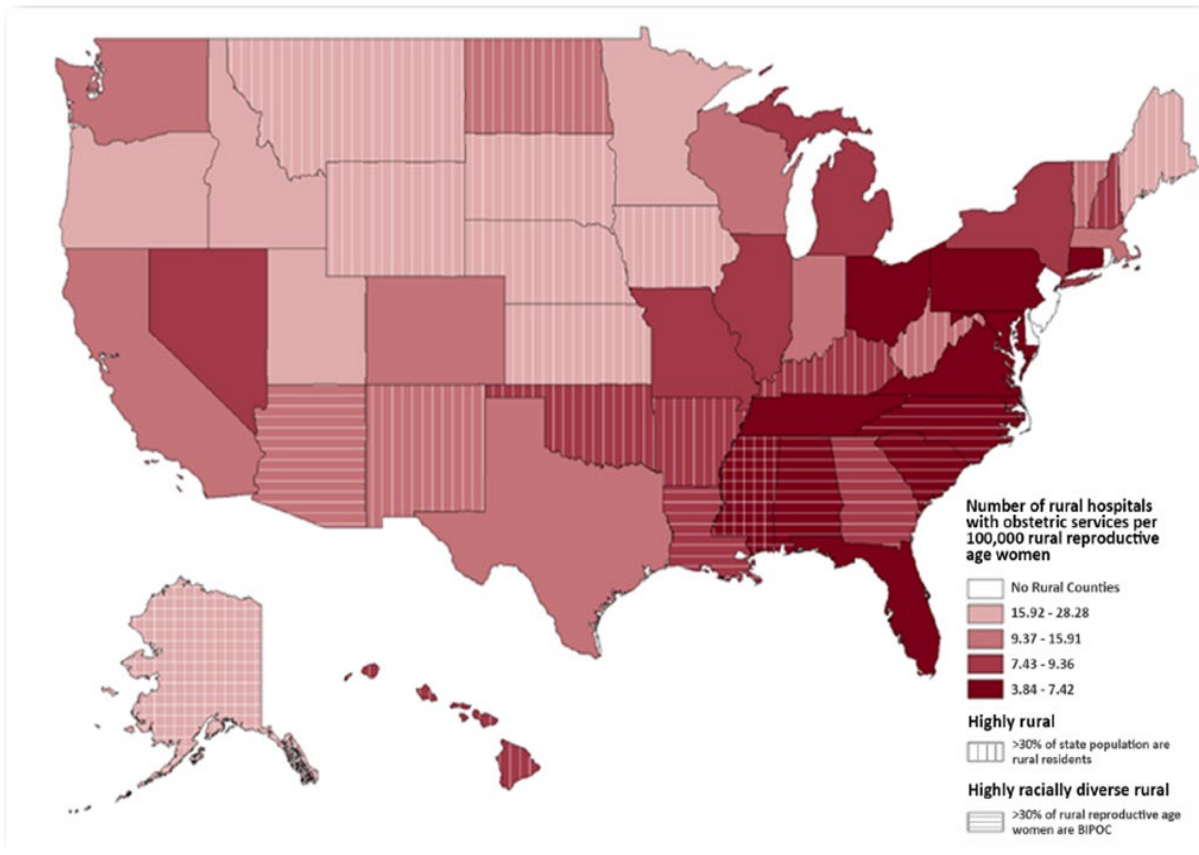 Number of rural hospitals
with obstetric services per
100,000 rural reproductive
age women
No Rural Counties
15.92 - 28.28
9.37 - 15.91
7.43 - 9.36
3.84 - 7.42
Highly rural
>30% of state population are
rural residents
Highly racially diverse rural
>30% of rural reproductive age
women are BIPOC